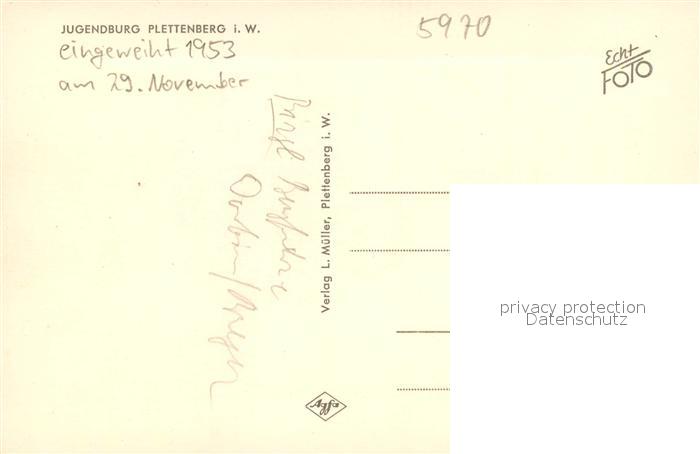 JUGENDBURG PLETTENBERG i. W.
eingeweiht 1953
am 29. November
5970
Echt
FOTO
Verlag L. Müller, Plettenberg i. W.
Agfa
privacy protection
Datenschutz